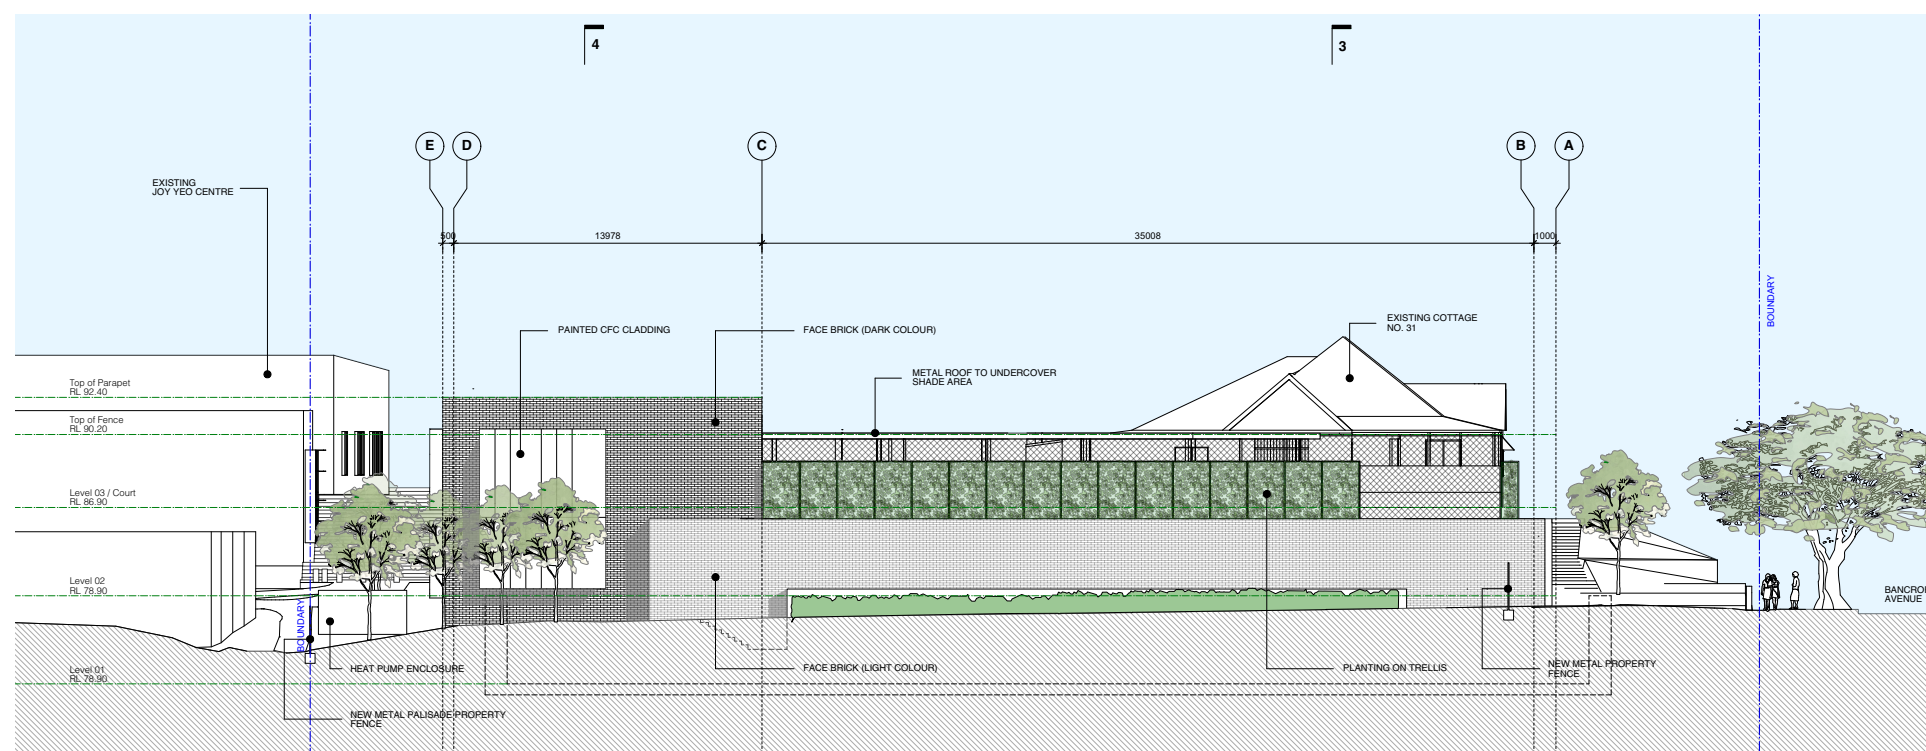 4
3
E
D
C
B
A
EXISTING
JOY YEO CENTRE
500
13978
35008
1000
BOUNDARY
PAINTED CFC CLADDING
FACE BRICK (DARK COLOUR)
EXISTING COTTAGE
NO. 31
METAL ROOF TO UNDERCOVER
SHADE AREA
Top of Parapet
RL 92.40
Top of Fence
RL 90.20
Level 03 / Court
RL 86.90
Level 02
RL 78.90
BANCRO
AVENUE
BOUNDARY
Level 01
RL 78.90
HEAT PUMP ENCLOSURE
FACE BRICK (LIGHT COLOUR)
PLANTING ON TRELLIS
NEW METAL PROPERTY
FENCE
NEW METAL PALISADE PROPERTY
FENCE